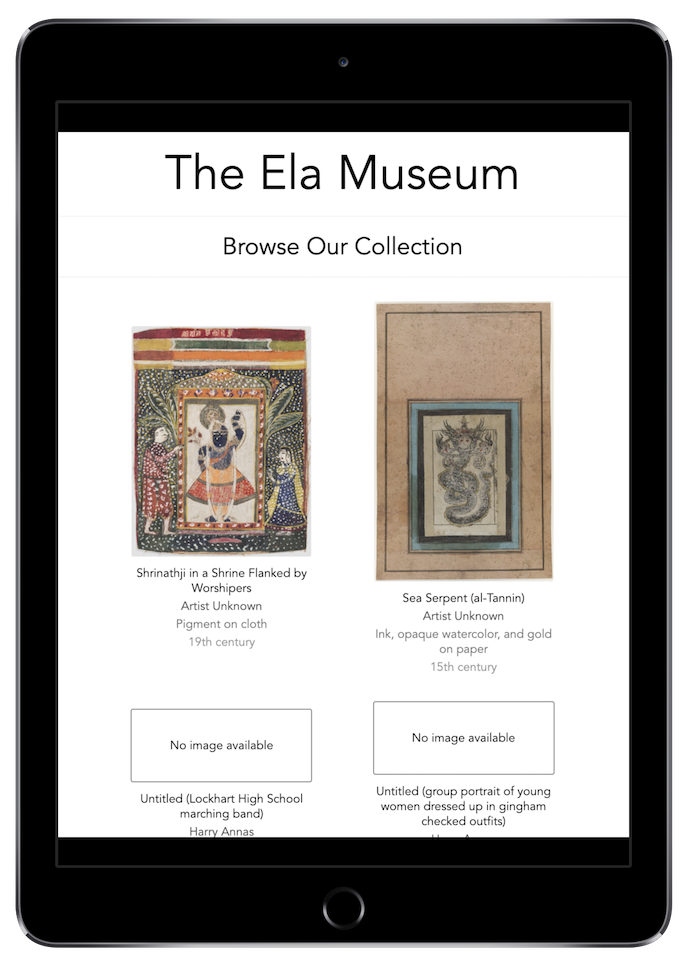 The Ela Museum
Browse Our Collection
Shrinathji in a Shrine Flanked by
Worshipers
Artist Unknown
Pigment on cloth
19th century
Sea Serpent (al-Tannin)
Artist Unknown
Ink, opaque watercolor, and gold
on paper
15th century
No image available
Untitled (Lockhart High School
marching band)
Harry Annas
No image available
Untitled (group portrait of young
women dressed up in gingham
checked outfits)